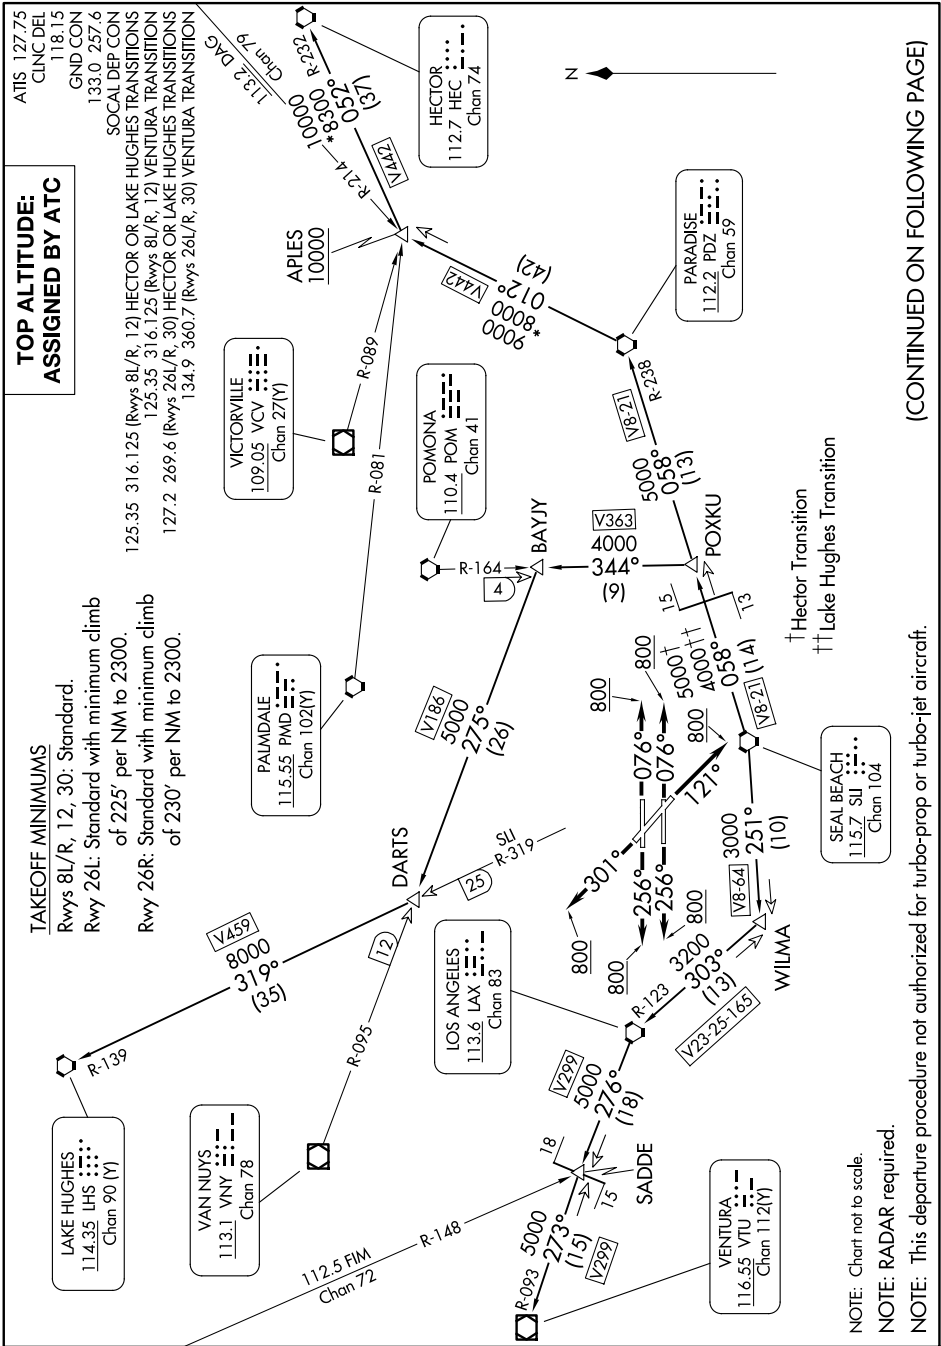 TOP ALTITUDE:
ASSIGNED BY ATC
ATIS 127.75
CLNC DEL
118.15
GND CON
133.0 257.6
SOCAL DEP CON
125.35 316.125 (Rwys 8L/R, 12) HECTOR OR LAKE HUGHES TRANSITIONS
125.35 316.125 (Rwys 8L/R, 12) VENTURA TRANSITION
127.2 269.6 (Rwys 26L/R, 30) HECTOR OR LAKE HUGHES TRANSITIONS
134.9 360.7 (Rwys 26L/R, 30) VENTURA TRANSITION
TAKEOFF MINIMUMS
Rwys 8L/R, 12, 30: Standard.
Rwy 26L: Standard with minimum climb
of 225' per NM to 2300.
Rwy 26R: Standard with minimum climb
of 230' per NM to 2300.
LAKE HUGHES
114.35 LHS
Chan 90 (Y)
R-139
V459
8000
319°
(35)
VAN NUYS
113.1 VNY
Chan 78
R-095
12
DARTS
25
SLI
R-319
PALMDALE
115.55 PMD
Chan 102(Y)
R-081
VICTORVILLE
109.05 VCV
Chan 27(Y)
R-089
APLES
10000
113.2 DAG
Chan 79
R-214
10000
*8300
052°
(37)
R-232
V442
HECTOR
112.7 HEC
Chan 74
N
V186
5000
275°
(26)
POMONA
110.4 POM
Chan 41
R-164
4
BAYJY
V363
4000
344°
(9)
V442
9000
*8000
012°
(42)
PARADISE
112.2 PDZ
Chan 59
R-238
V8-21
5000
058°
(13)
POXKU
15
13
5000†
4000††
058°
(14)
V8-21
LOS ANGELES
113.6 LAX
Chan 83
301°
800
256°
800
256°
800
076°
800
076°
800
121°
800
SEAL BEACH
115.7 SLI
Chan 104
V8-64
3000
251°
(10)
WILMA
R-123
3200
303°
(13)
V23-25-165
V299
5000
276°
(18)
18
15
SADDE
112.5 FIM
Chan 72
R-148
5000
273°
(15)
V299
R-093
VENTURA
116.55 VTU
Chan 112(Y)
†Hector Transition
††Lake Hughes Transition
NOTE: Chart not to scale.
NOTE: RADAR required.
NOTE: This departure procedure not authorized for turbo-prop or turbo-jet aircraft.
(CONTINUED ON FOLLOWING PAGE)